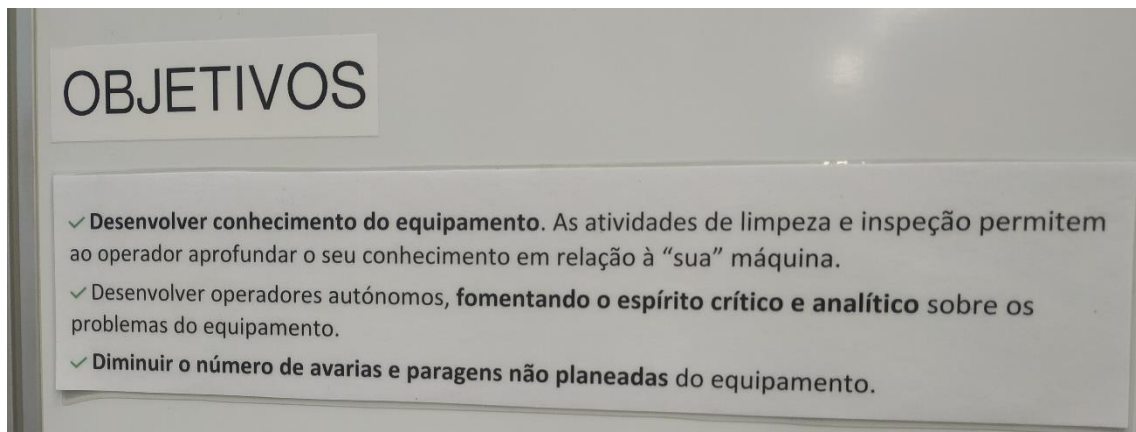 OBJETIVOS
✓ Desenvolver conhecimento do equipamento. As atividades de limpeza e inspeção permitem
ao operador aprofundar o seu conhecimento em relação à “sua” máquina.
✓ Desenvolver operadores autónomos, fomentando o espírito crítico e analítico sobre os
problemas do equipamento.
✓ Diminuir o número de avarias e paragens não planeadas do equipamento.